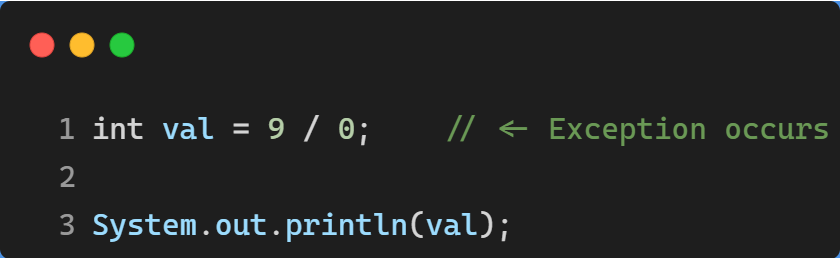 1 int val = 9 / 0;     // <- Exception occurs
2
3 System.out.println(val);